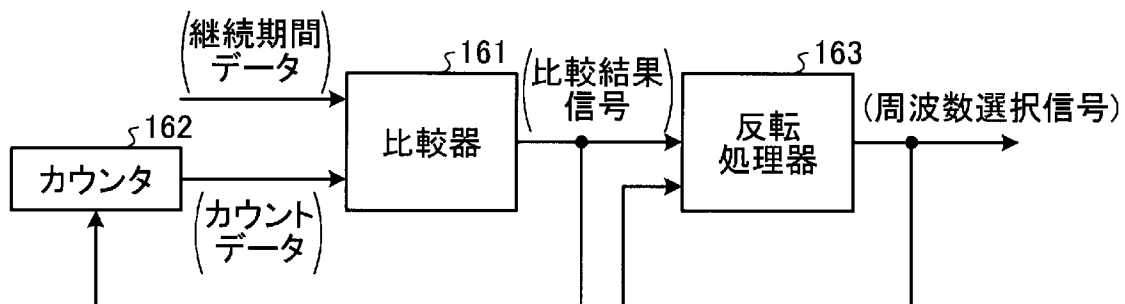 (継続期間
データ)
161
(比較結果
信号)
163
(周波数選択信号)
162
カウンタ
比較器
反転
処理器
(カウント
データ)